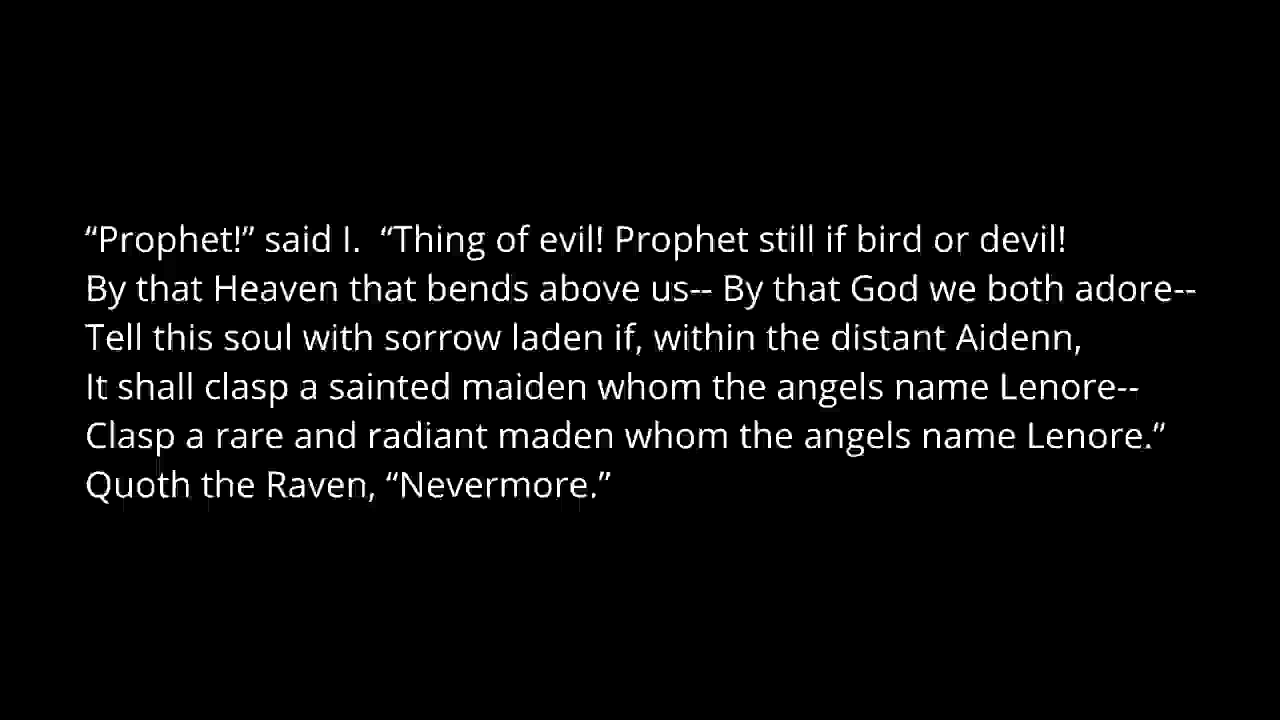 “Prophet!” said I.  “Thing of evil! Prophet still if bird or devil!
By that Heaven that bends above us-- By that God we both adore--
Tell this soul with sorrow laden if, within the distant Aidenn,
It shall clasp a sainted maiden whom the angels name Lenore--
Clasp a rare and radiant maden whom the angels name Lenore.”
Quoth the Raven, “Nevermore.”